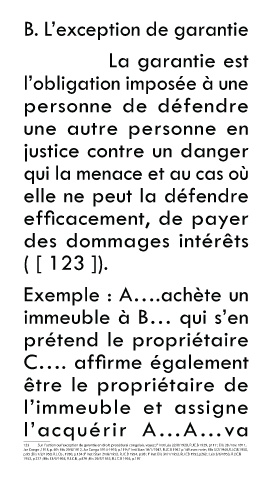 B. L'exception de garantie
La garantie est
l'obligation imposée à une
personne de défendre
une autre personne en
justice contre un danger
qui la menace et au cas où
elle ne peut la défendre
efficacement, de payer
des dommages intérêts
( [ 123 ]).
Exemple : A....achète un
immeuble à B... qui s'en
prétend le propriétaire
C.... affirme également
être le propriétaire de
l'immeuble et assigne
l'acquérir A...A...va